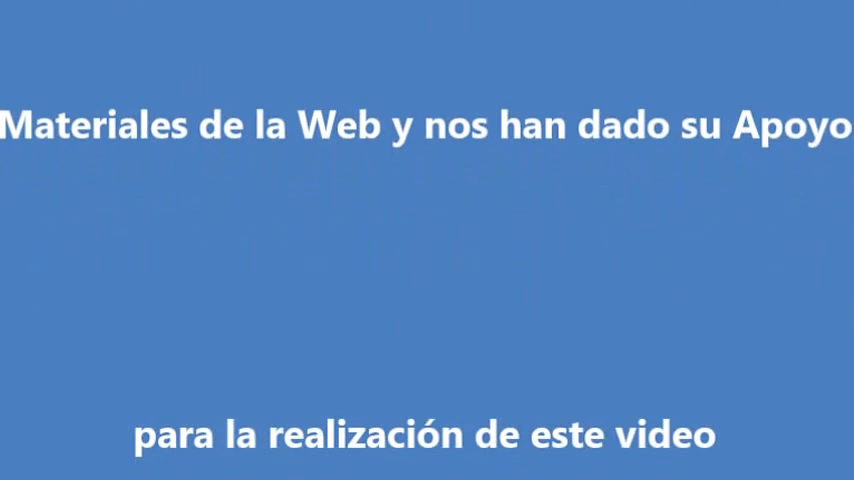 Materiales de la Web y nos han dado su Apoyo
para la realización de este video